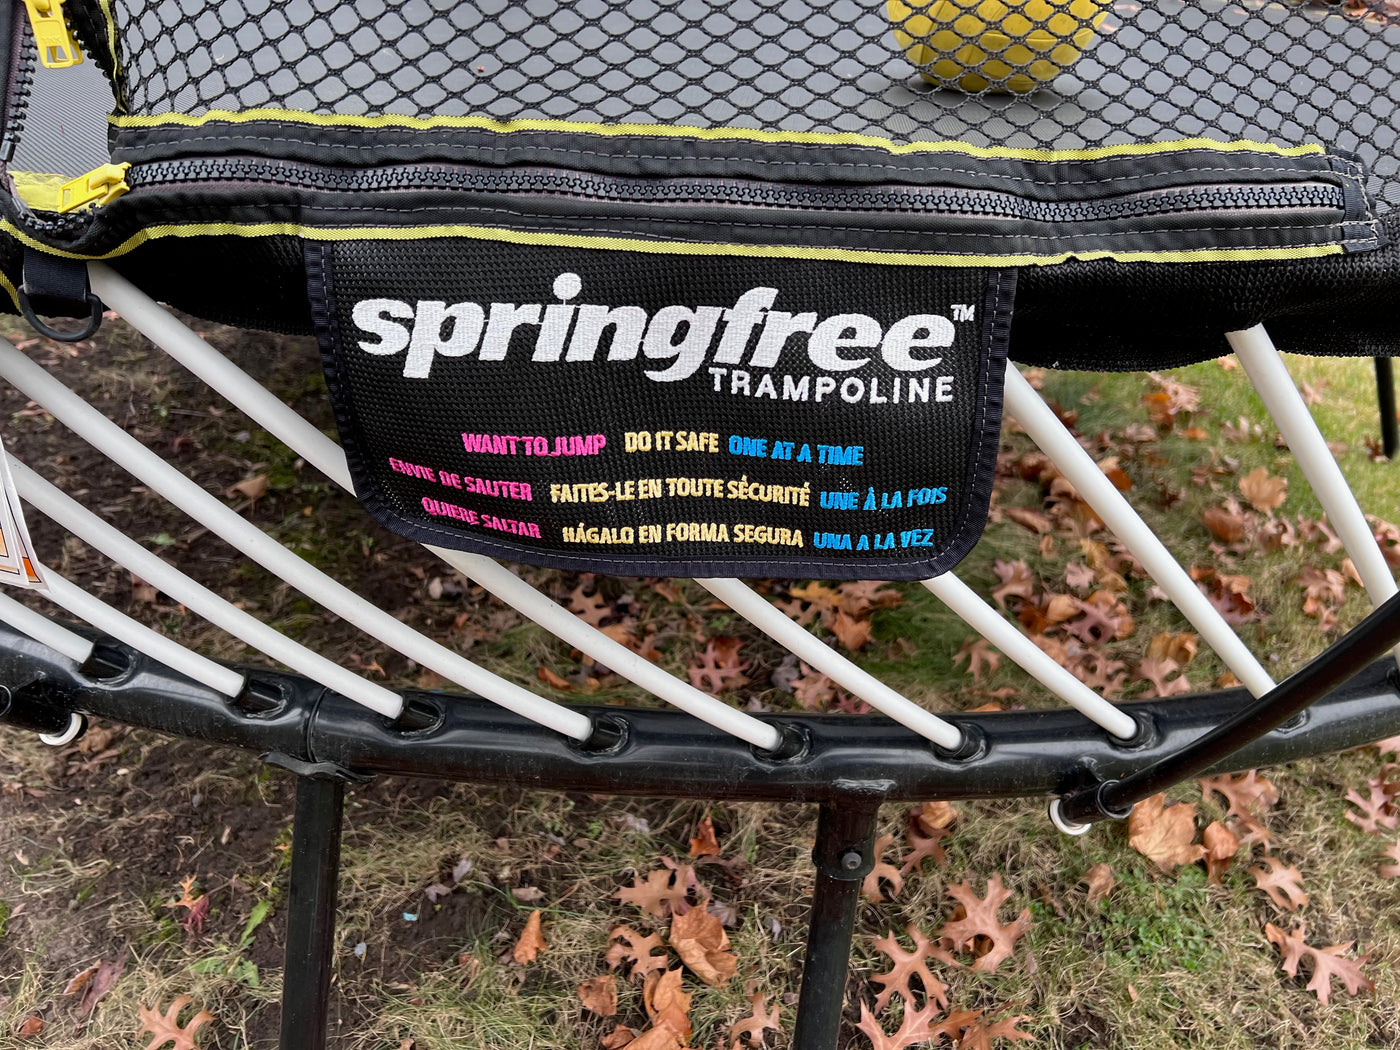 springfree™
TRAMPOLINE
WANT TO JUMP DO IT SAFE ONE AT A TIME
ENVIE DE SAUTER FAITES-LE EN TOUTE SÉCURITÉ UNE À LA FOIS
QUIERE SALTAR HÁGALO EN FORMA SEGURA UNA A LA VEZ